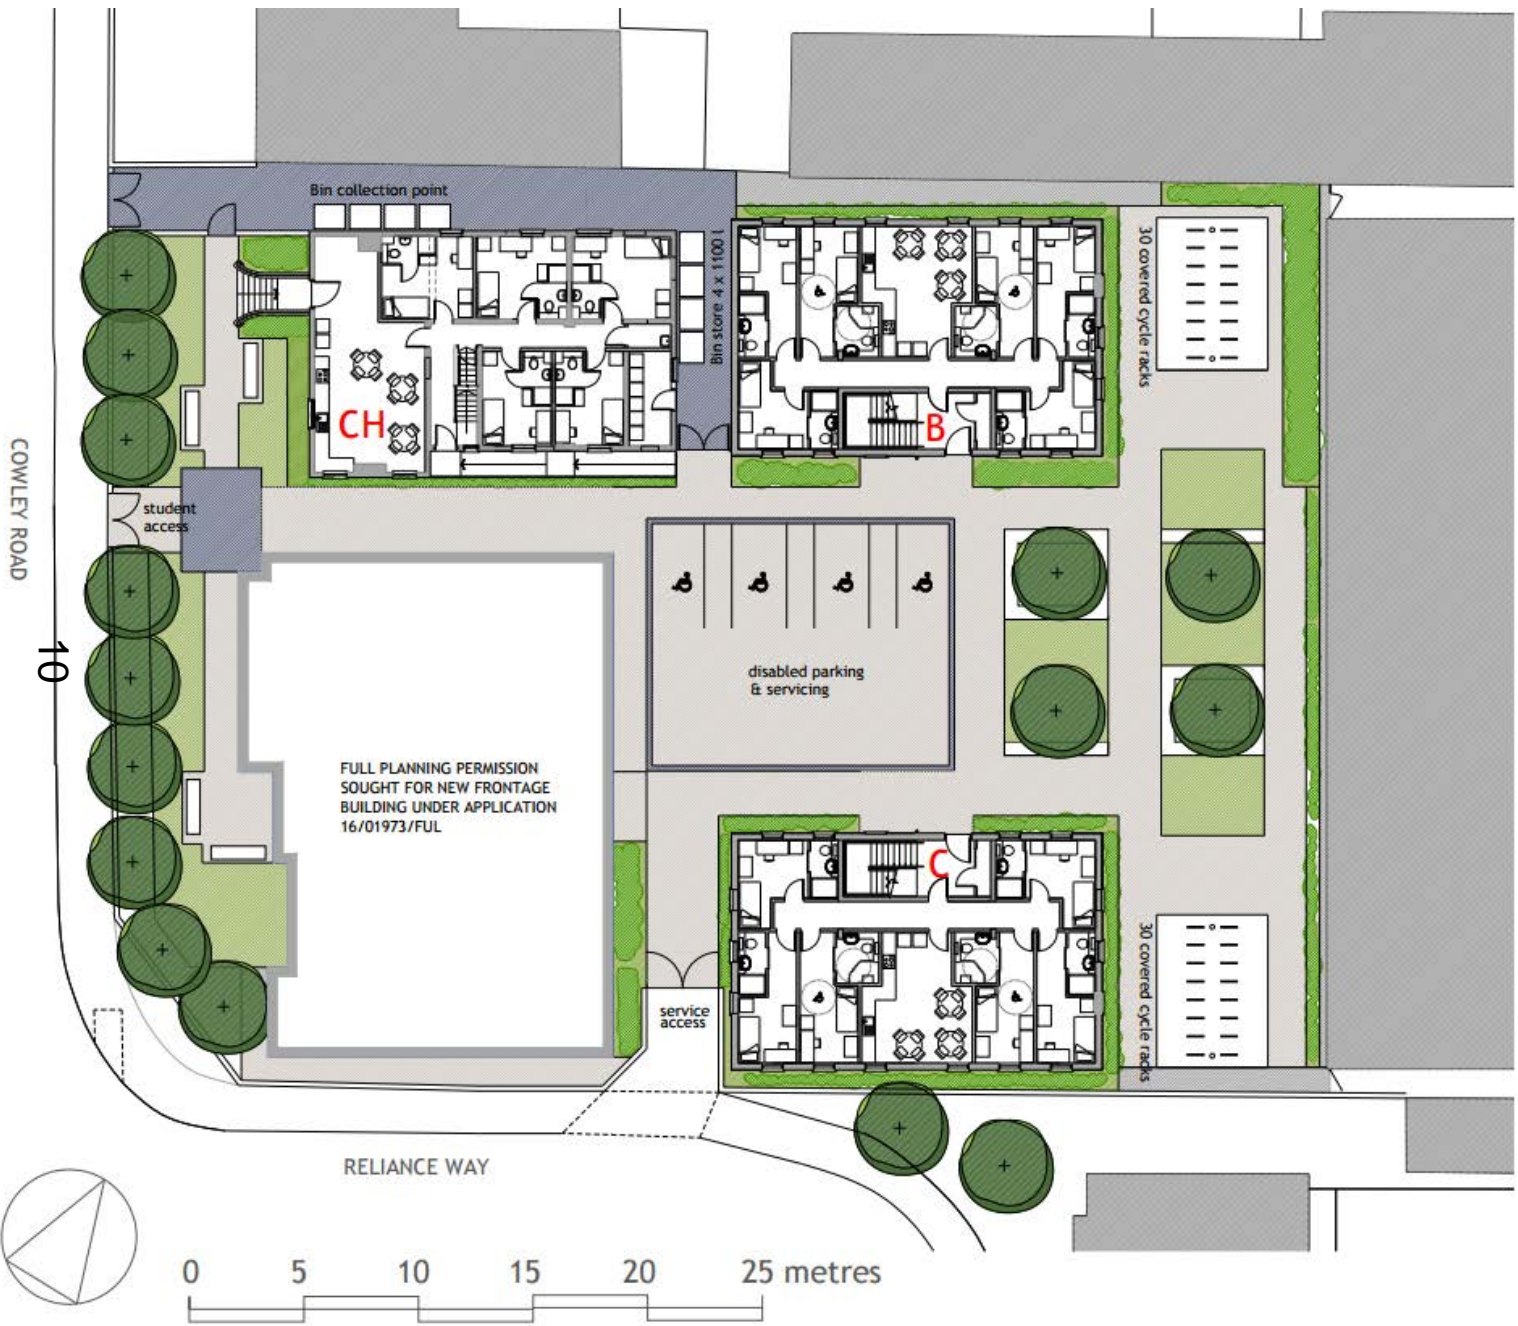 Bin collection point
Bin store 4 x 1100 l
30 covered cycle racks
CH
B
COWLEY ROAD
student
access
10
disabled parking
& servicing
FULL PLANNING PERMISSION
SOUGHT FOR NEW FRONTAGE
BUILDING UNDER APPLICATION
16/01973/FUL
C
30 covered cycle racks
service
access
RELIANCE WAY
0 5 10 15 20 25 metres